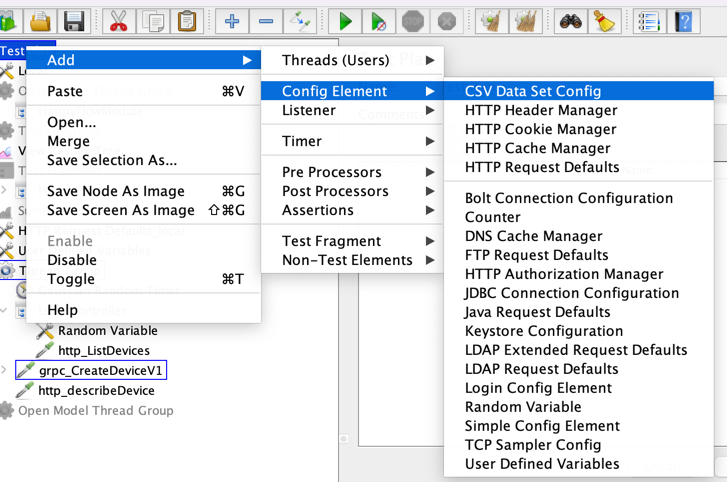 Test
Add
Paste ⌘V
Open...
Merge
Save Selection As...
Save Node As Image ⌘G
Save Screen As Image ⇧⌘G
Enable
Disable
Toggle ⌘T
Help
Threads (Users)
Config Element
Listener
Timer
Pre Processors
Post Processors
Assertions
Test Fragment
Non-Test Elements
CSV Data Set Config
HTTP Header Manager
HTTP Cookie Manager
HTTP Cache Manager
HTTP Request Defaults
Bolt Connection Configuration
Counter
DNS Cache Manager
FTP Request Defaults
HTTP Authorization Manager
JDBC Connection Configuration
Java Request Defaults
Keystore Configuration
LDAP Extended Request Defaults
LDAP Request Defaults
Login Config Element
Random Variable
Simple Config Element
TCP Sampler Config
User Defined Variables
Random Variable
http_ListDevices
grpc_CreateDeviceV1
http_describeDevice
Open Model Thread Group